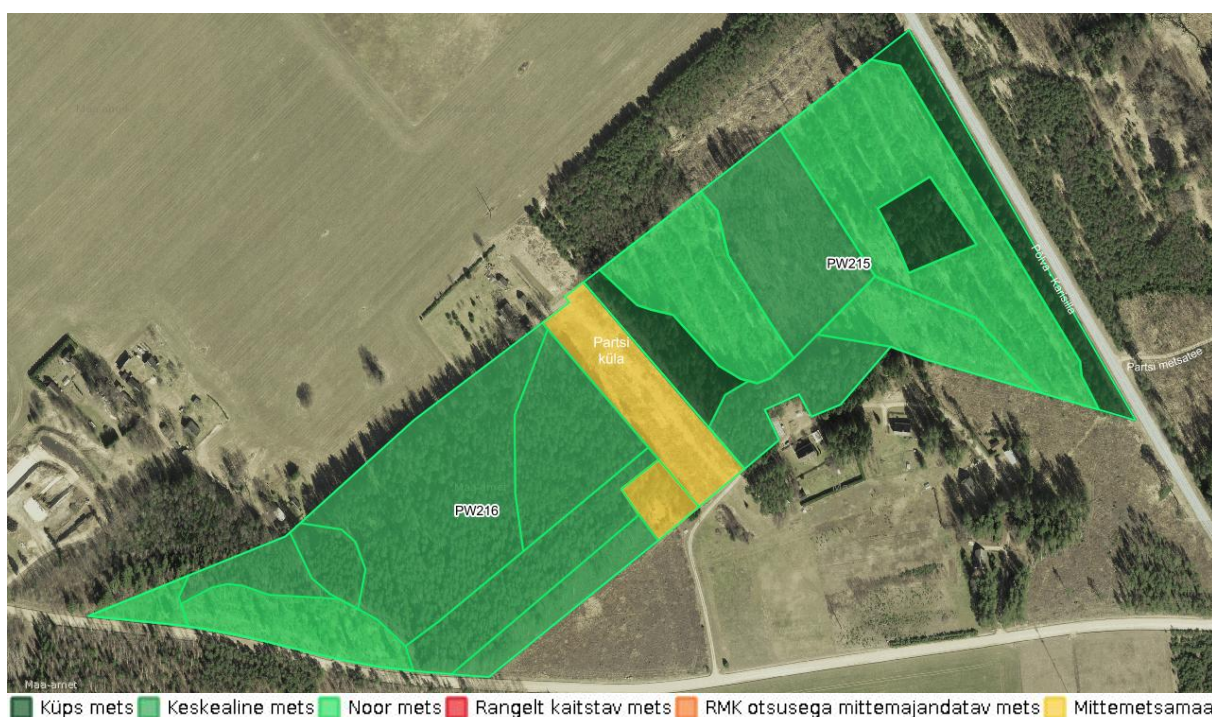 PW215
Põlva - Karisilla
Partsi
küla
Partsi metsatee
PW216
Maa-amet
Küps mets Keskealine mets Noor mets Rangelt kaitstav mets RMK otsusega mittemajandatav mets Mittemetsamaa